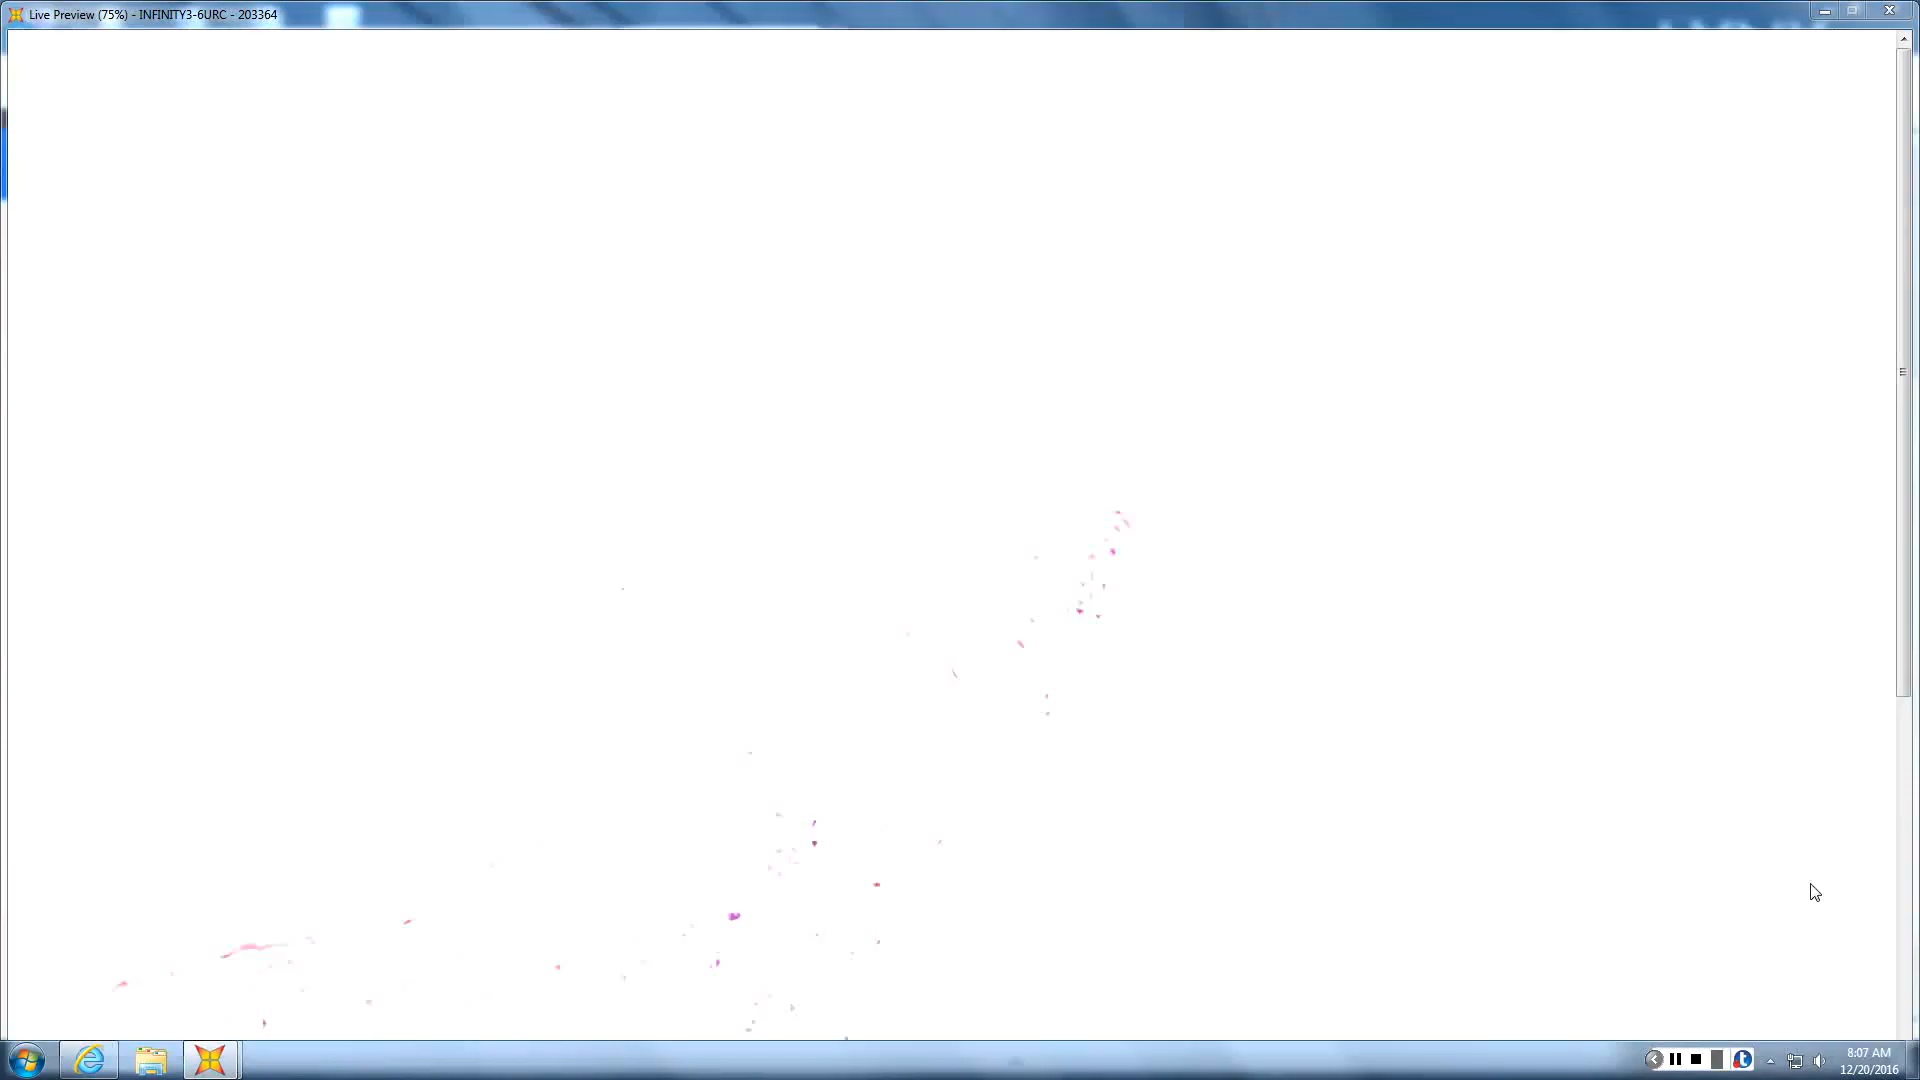 Live Preview (75%) - INFINITY3-6URC - 203364
8:07 AM
12/20/2016